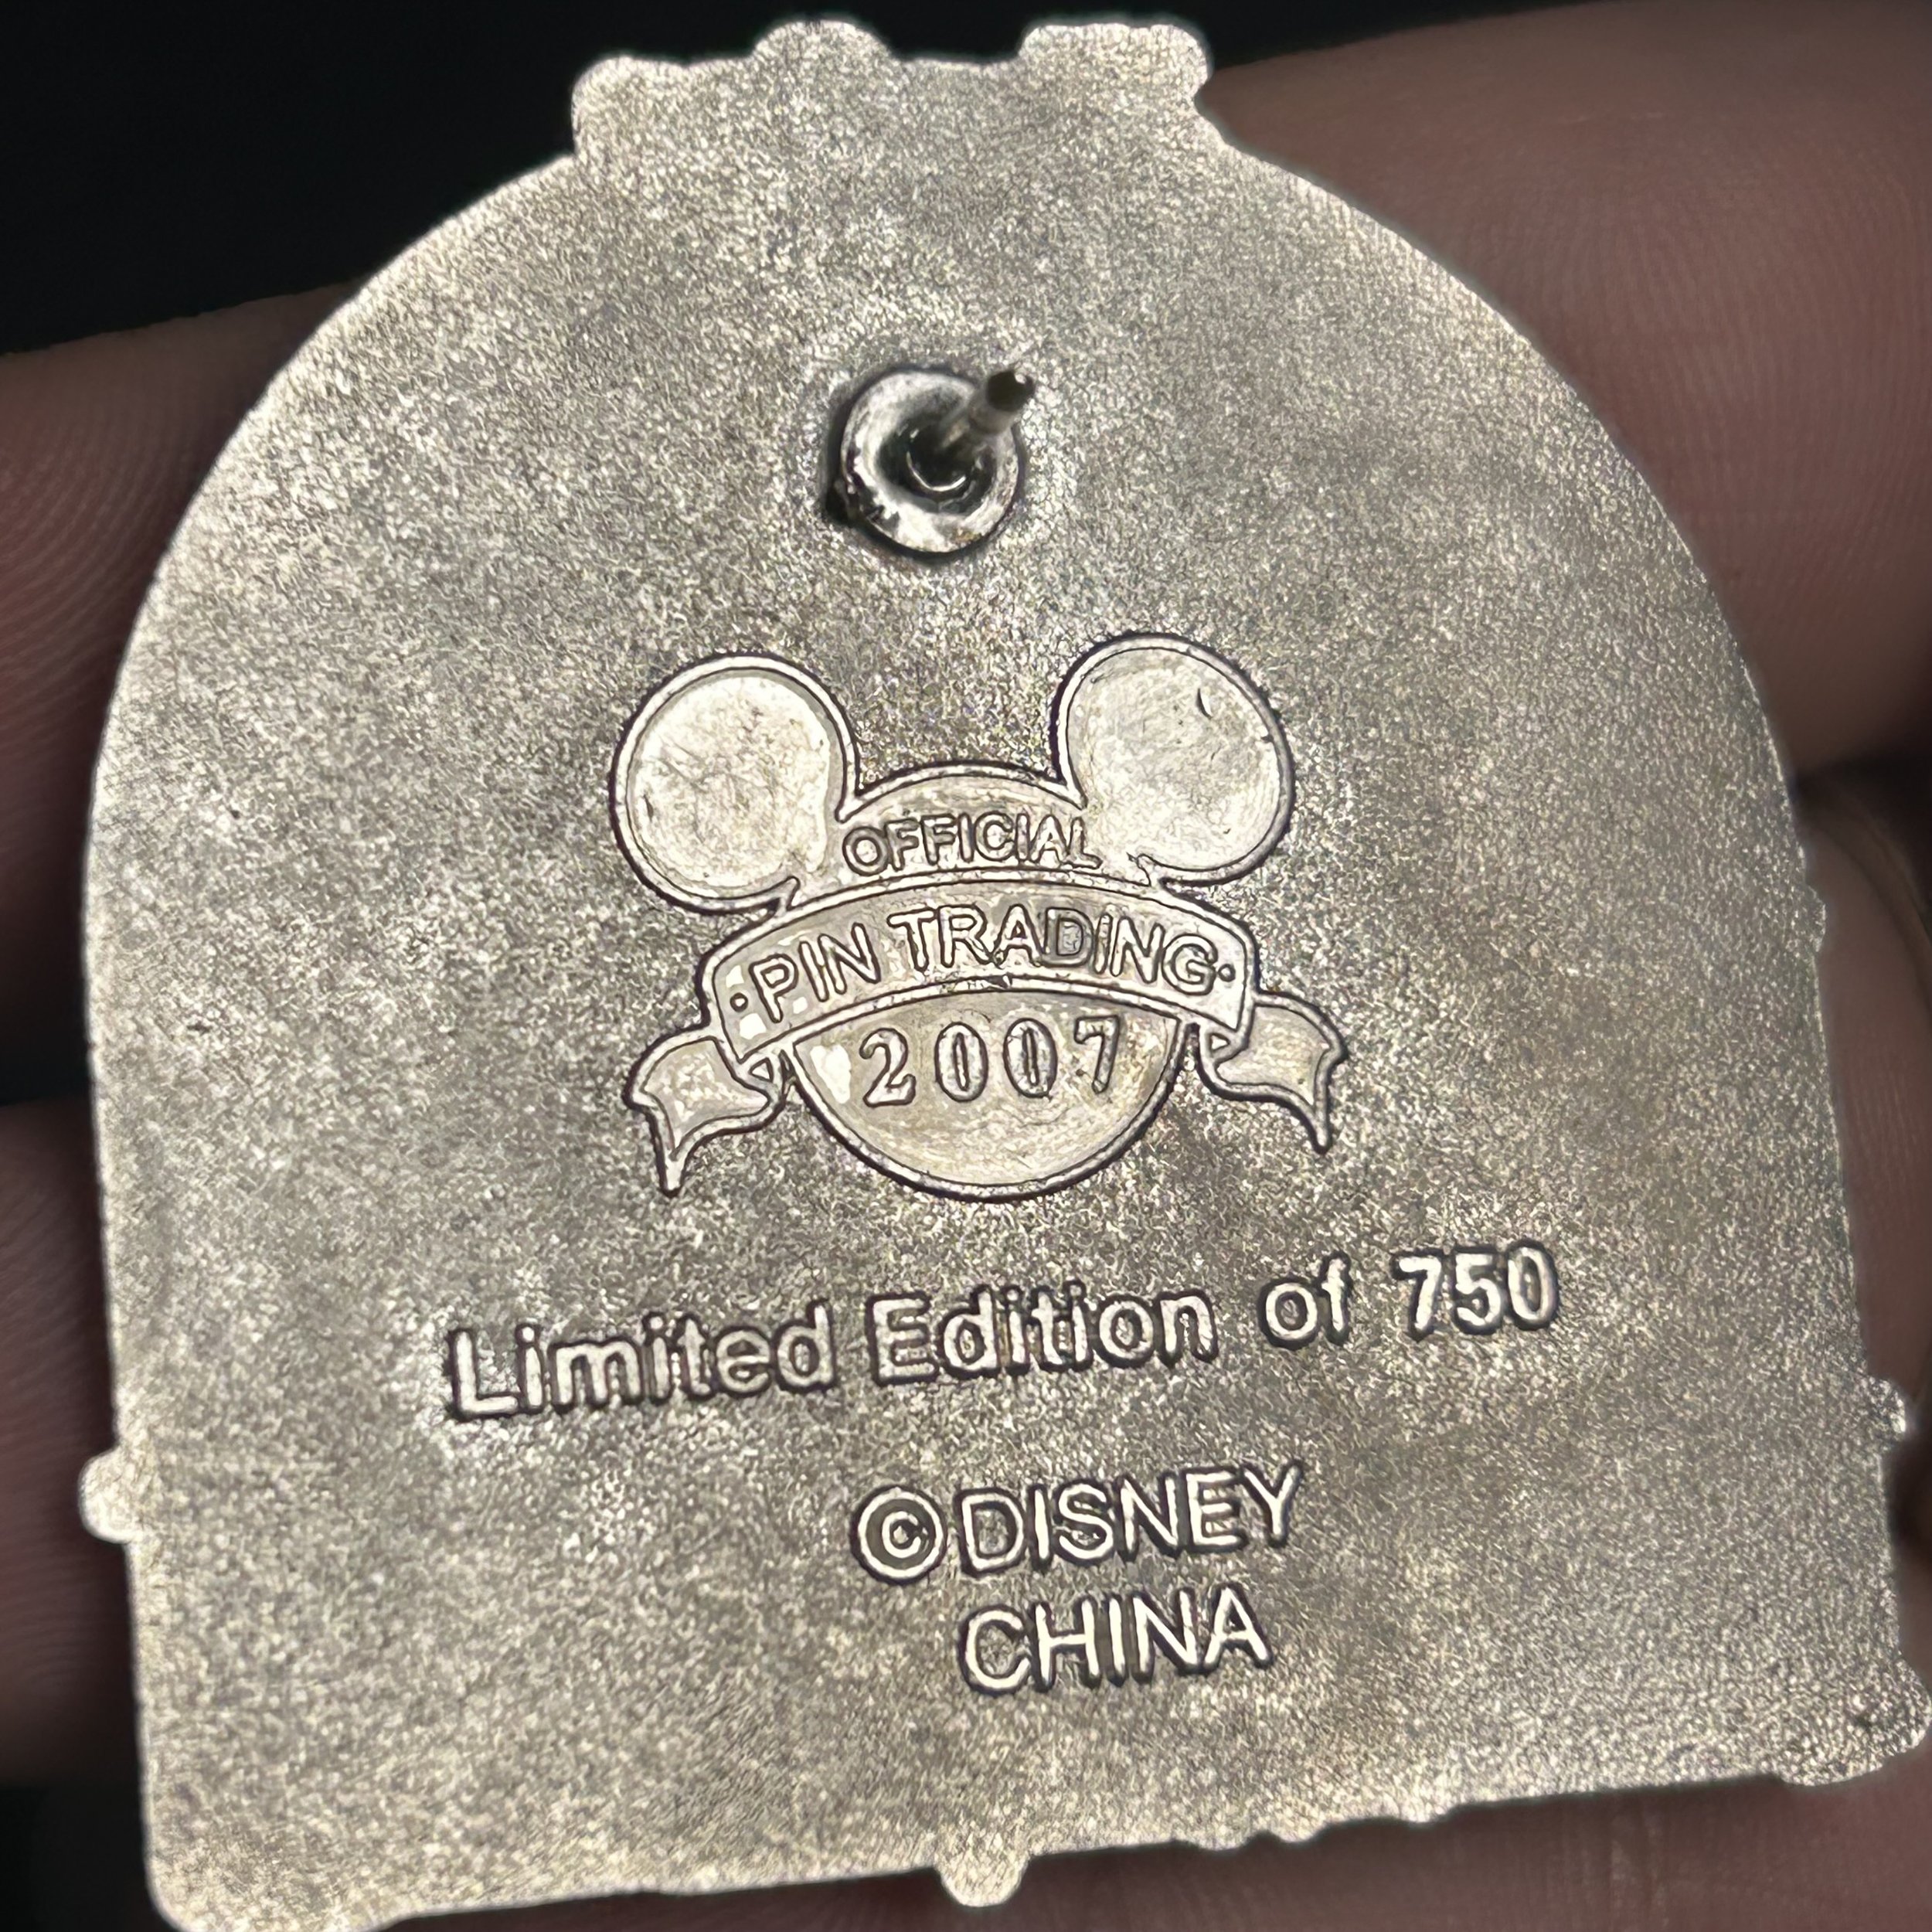 OFFICIAL
·PIN TRADING·
2007
Limited Edition of 750
©DISNEY
CHINA